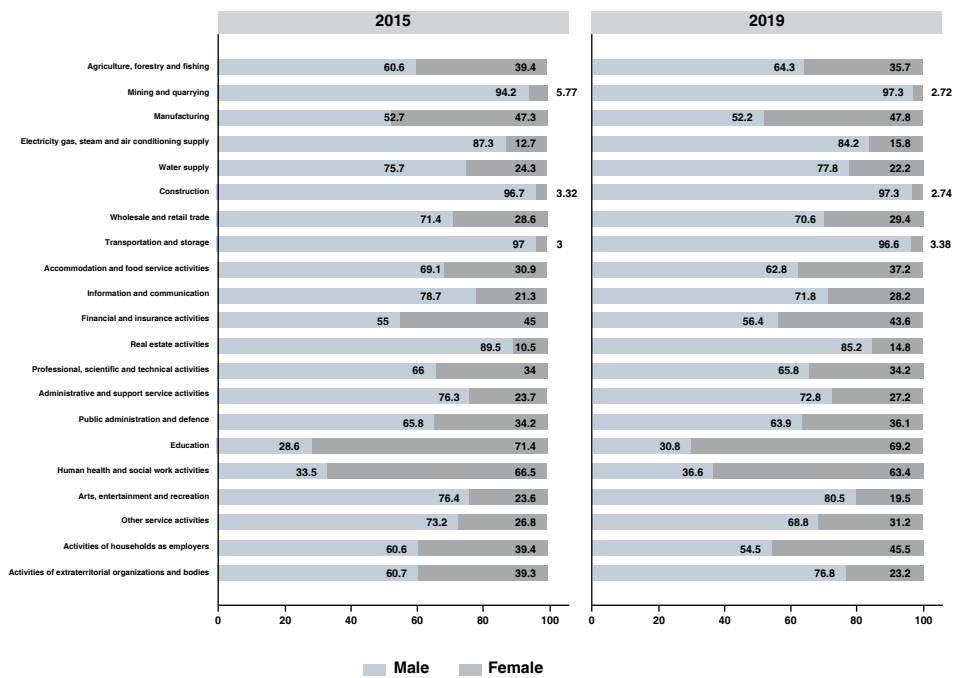 2015 2019
Agriculture, forestry and fishing 60.6 39.4 64.3 35.7
Mining and quarrying 94.2 5.77 97.3 2.72
Manufacturing 52.7 47.3 52.2 47.8
Electricity gas, steam and air conditioning supply 87.3 12.7 84.2 15.8
Water supply 75.7 24.3 77.8 22.2
Construction 96.7 3.32 97.3 2.74
Wholesale and retail trade 71.4 28.6 70.6 29.4
Transportation and storage 97 3 96.6 3.38
Accommodation and food service activities 69.1 30.9 62.8 37.2
Information and communication 78.7 21.3 71.8 28.2
Financial and insurance activities 55 45 56.4 43.6
Real estate activities 89.5 10.5 85.2 14.8
Professional, scientific and technical activities 66 34 65.8 34.2
Administrative and support service activities 76.3 23.7 72.8 27.2
Public administration and defence 65.8 34.2 63.9 36.1
Education 28.6 71.4 30.8 69.2
Human health and social work activities 33.5 66.5 36.6 63.4
Arts, entertainment and recreation 76.4 23.6 80.5 19.5
Other service activities 73.2 26.8 68.8 31.2
Activities of households as employers 60.6 39.4 54.5 45.5
Activities of extraterritorial organizations and bodies 60.7 39.3 76.8 23.2
0 20 40 60 80 100 0 20 40 60 80 100
Male Female